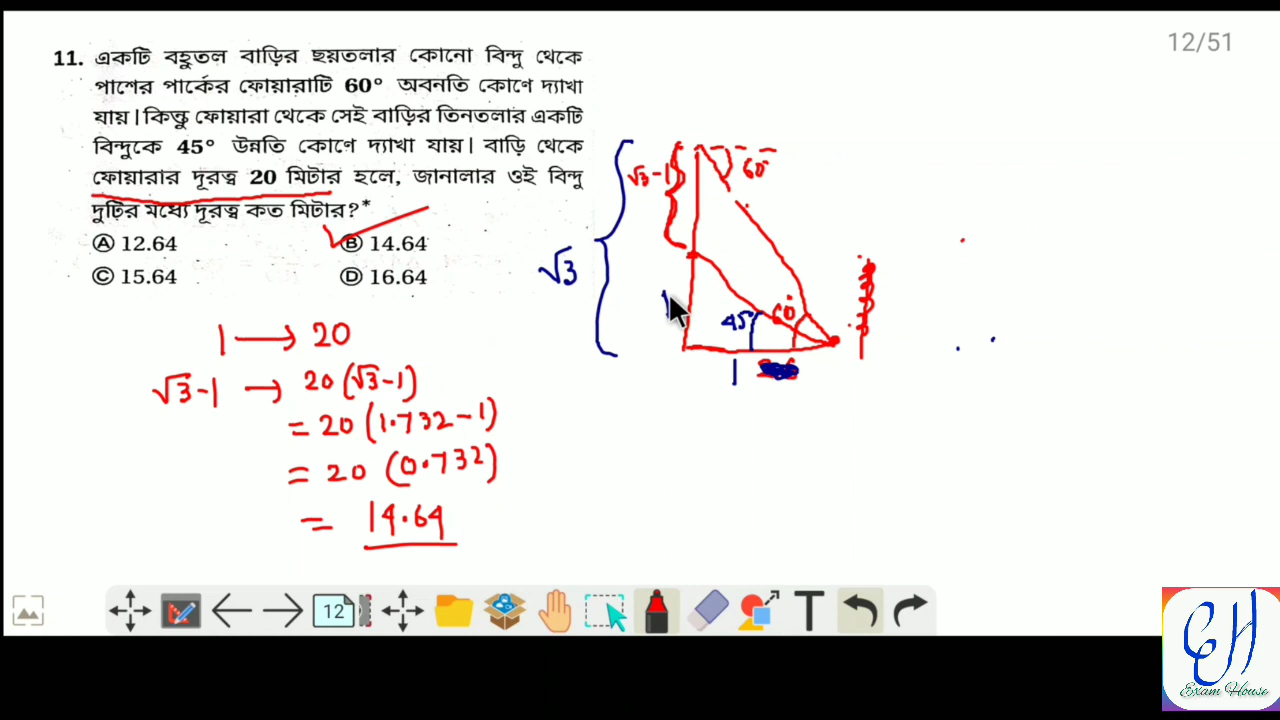 12/51
11. একটি বহুতল বাড়ির ছয়তলার কোনো বিন্দু থেকে
পাশের পার্কের ফোয়ারাটি 60° অবনতি কোণে দ্যাখা
যায়। কিন্তু ফোয়ারা থেকে সেই বাড়ির তিনতলার একটি
বিন্দুকে 45° উন্নতি কোণে দ্যাখা যায়। বাড়ি থেকে
ফোয়ারার দূরত্ব 20 মিটার হলে, জানালার ওই বিন্দু
দুটির মধ্যে দূরত্ব কত মিটার?*
Ⓐ 12.64 Ⓑ 14.64
Ⓒ 15.64 Ⓓ 16.64
√3-1
60°
√3
45° 60°
1
1 → 20
√3-1 → 20(√3-1)
= 20(1.732-1)
= 20 (0.732)
= 14.64
12
T
EH
Exam House